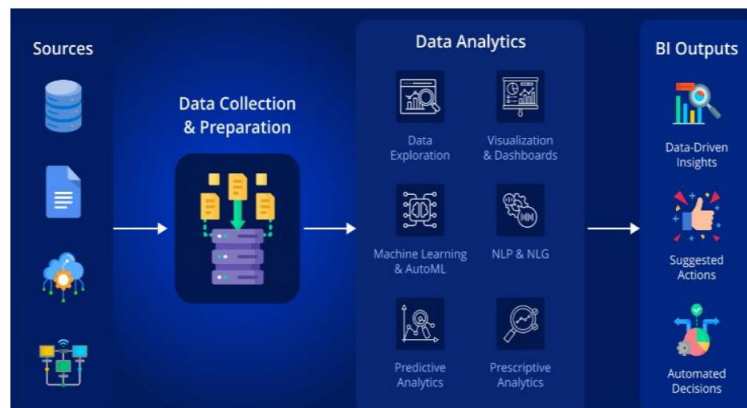 Sources
Data Collection
& Preparation
Data Analytics
Data
Exploration
Visualization
& Dashboards
Machine Learning
& AutoML
NLP & NLG
Predictive
Analytics
Prescriptive
Analytics
BI Outputs
Data-Driven
Insights
Suggested
Actions
Automated
Decisions